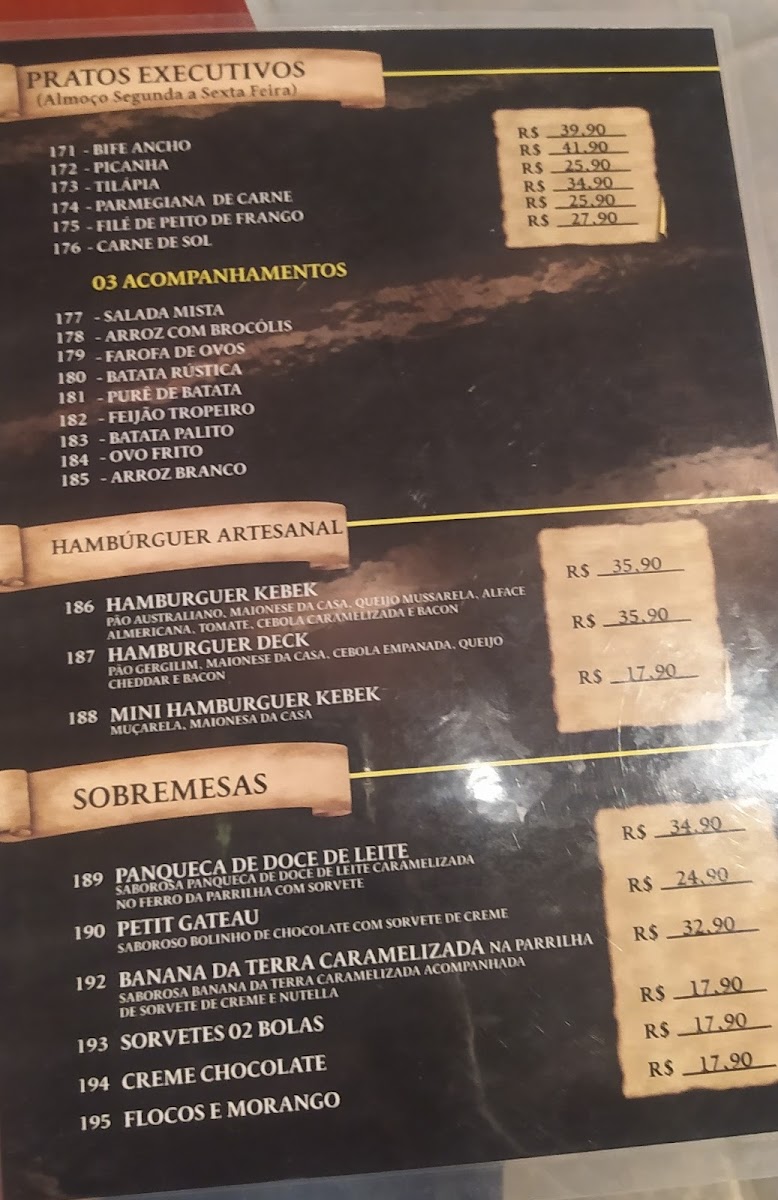 PRATOS EXECUTIVOS
(Almoço Segunda a Sexta Feira)
171 - BIFE ANCHO R$ 39,90
172 - PICANHA R$ 41,90
173 - TILÁPIA R$ 25,90
174 - PARMEGIANA DE CARNE R$ 34,90
175 - FILÉ DE PEITO DE FRANGO R$ 25,90
176 - CARNE DE SOL R$ 27,90
03 ACOMPANHAMENTOS
177 - SALADA MISTA
178 - ARROZ COM BROCÓLIS
179 - FAROFA DE OVOS
180 - BATATA RÚSTICA
181 - PURÊ DE BATATA
182 - FEIJÃO TROPEIRO
183 - BATATA PALITO
184 - OVO FRITO
185 - ARROZ BRANCO
HAMBÚRGUER ARTESANAL
186 HAMBURGUER KEBEK R$ 35,90
PÃO AUSTRALIANO, MAIONESE DA CASA, QUEIJO MUSSARELA, ALFACE
ALMERICANA, TOMATE, CEBOLA CARAMELIZADA E BACON
187 HAMBURGUER DECK R$ 35,90
PÃO GERGILIM, MAIONESE DA CASA, CEBOLA EMPANADA, QUEIJO
CHEDDAR E BACON
188 MINI HAMBURGUER KEBEK R$ 17,90
MUÇARELA, MAIONESA DA CASA
SOBREMESAS
189 PANQUECA DE DOCE DE LEITE R$ 34,90
SABOROSA PANQUECA DE DOCE DE LEITE CARAMELIZADA
NO FERRO DA PARRILHA COM SORVETE
190 PETIT GATEAU R$ 24,90
SABOROSO BOLINHO DE CHOCOLATE COM SORVETE DE CREME
192 BANANA DA TERRA CARAMELIZADA NA PARRILHA R$ 32,90
SABOROSA BANANA DA TERRA CARAMELIZADA ACOMPANHADA
DE SORVETE DE CREME E NUTELLA
193 SORVETES 02 BOLAS R$ 17,90
194 CREME CHOCOLATE R$ 17,90
195 FLOCOS E MORANGO R$ 17,90